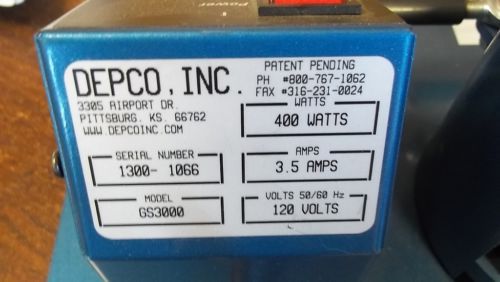 Power
DEPCO, INC.
3305 AIRPORT DR.
PITTSBURG. KS. 66762
WWW.DEPCOINC.COM
PATENT PENDING
PH #800-767-1062
FAX #316-231-0024
WATTS
400 WATTS
SERIAL NUMBER
1300- 1066
AMPS
3.5 AMPS
MODEL
GS3000
VOLTS 50/60 Hz
120 VOLTS